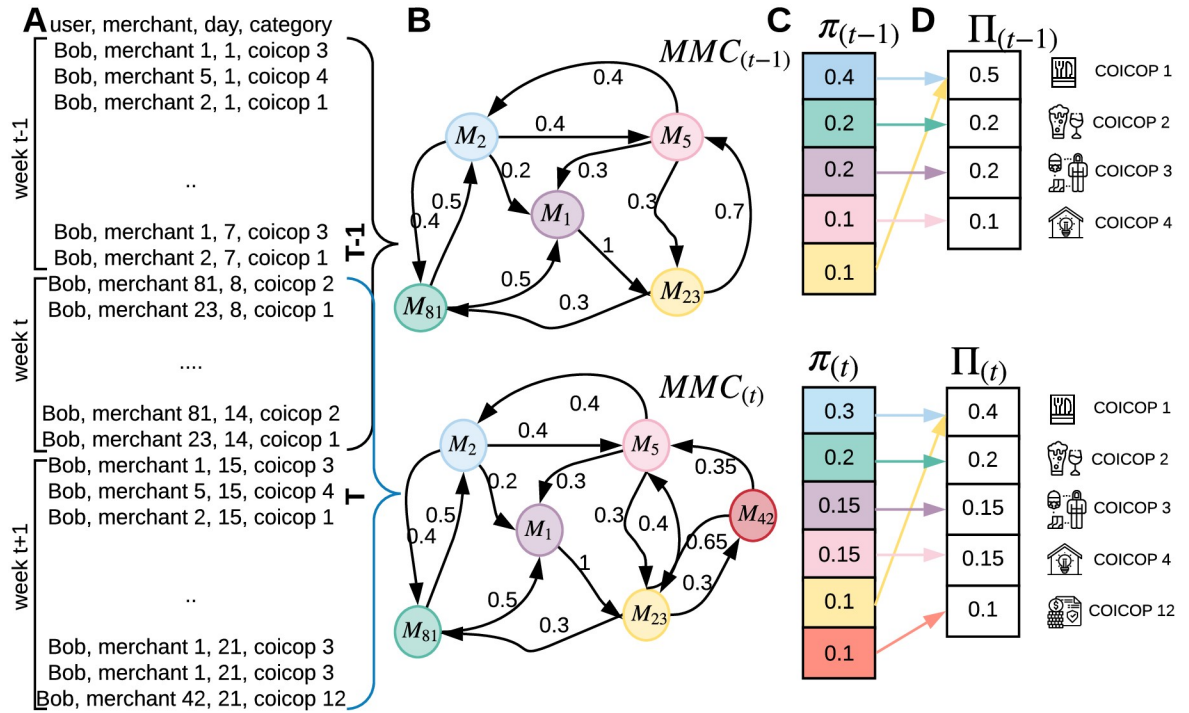 A
user, merchant, day, category
week t-1
Bob, merchant 1, 1, coicop 3
Bob, merchant 5, 1, coicop 4
Bob, merchant 2, 1, coicop 1
..
Bob, merchant 1, 7, coicop 3
Bob, merchant 2, 7, coicop 1
T-1
week t
Bob, merchant 81, 8, coicop 2
Bob, merchant 23, 8, coicop 1
....
Bob, merchant 81, 14, coicop 2
Bob, merchant 23, 14, coicop 1
T
week t+1
Bob, merchant 1, 15, coicop 3
Bob, merchant 5, 15, coicop 4
Bob, merchant 2, 15, coicop 1
..
Bob, merchant 1, 21, coicop 3
Bob, merchant 1, 21, coicop 3
Bob, merchant 42, 21, coicop 12
B
MMC(t−1)
0.4
M2
0.4
M5
0.2
0.3
0.5
0.4
M1
0.3
0.7
1
0.5
M81
0.3
M23
MMC(t)
0.4
M2
0.4
M5
0.35
0.2
0.3
0.5
0.4
M1
0.3
0.4
M42
0.65
1
0.3
0.5
M81
0.3
M23
C
π(t−1)
0.4
0.2
0.2
0.1
0.1
π(t)
0.3
0.2
0.15
0.15
0.1
0.1
D
Π(t−1)
0.5
COICOP 1
0.2
COICOP 2
0.2
COICOP 3
0.1
COICOP 4
Π(t)
0.4
COICOP 1
0.2
COICOP 2
0.15
COICOP 3
0.15
COICOP 4
0.1
COICOP 12